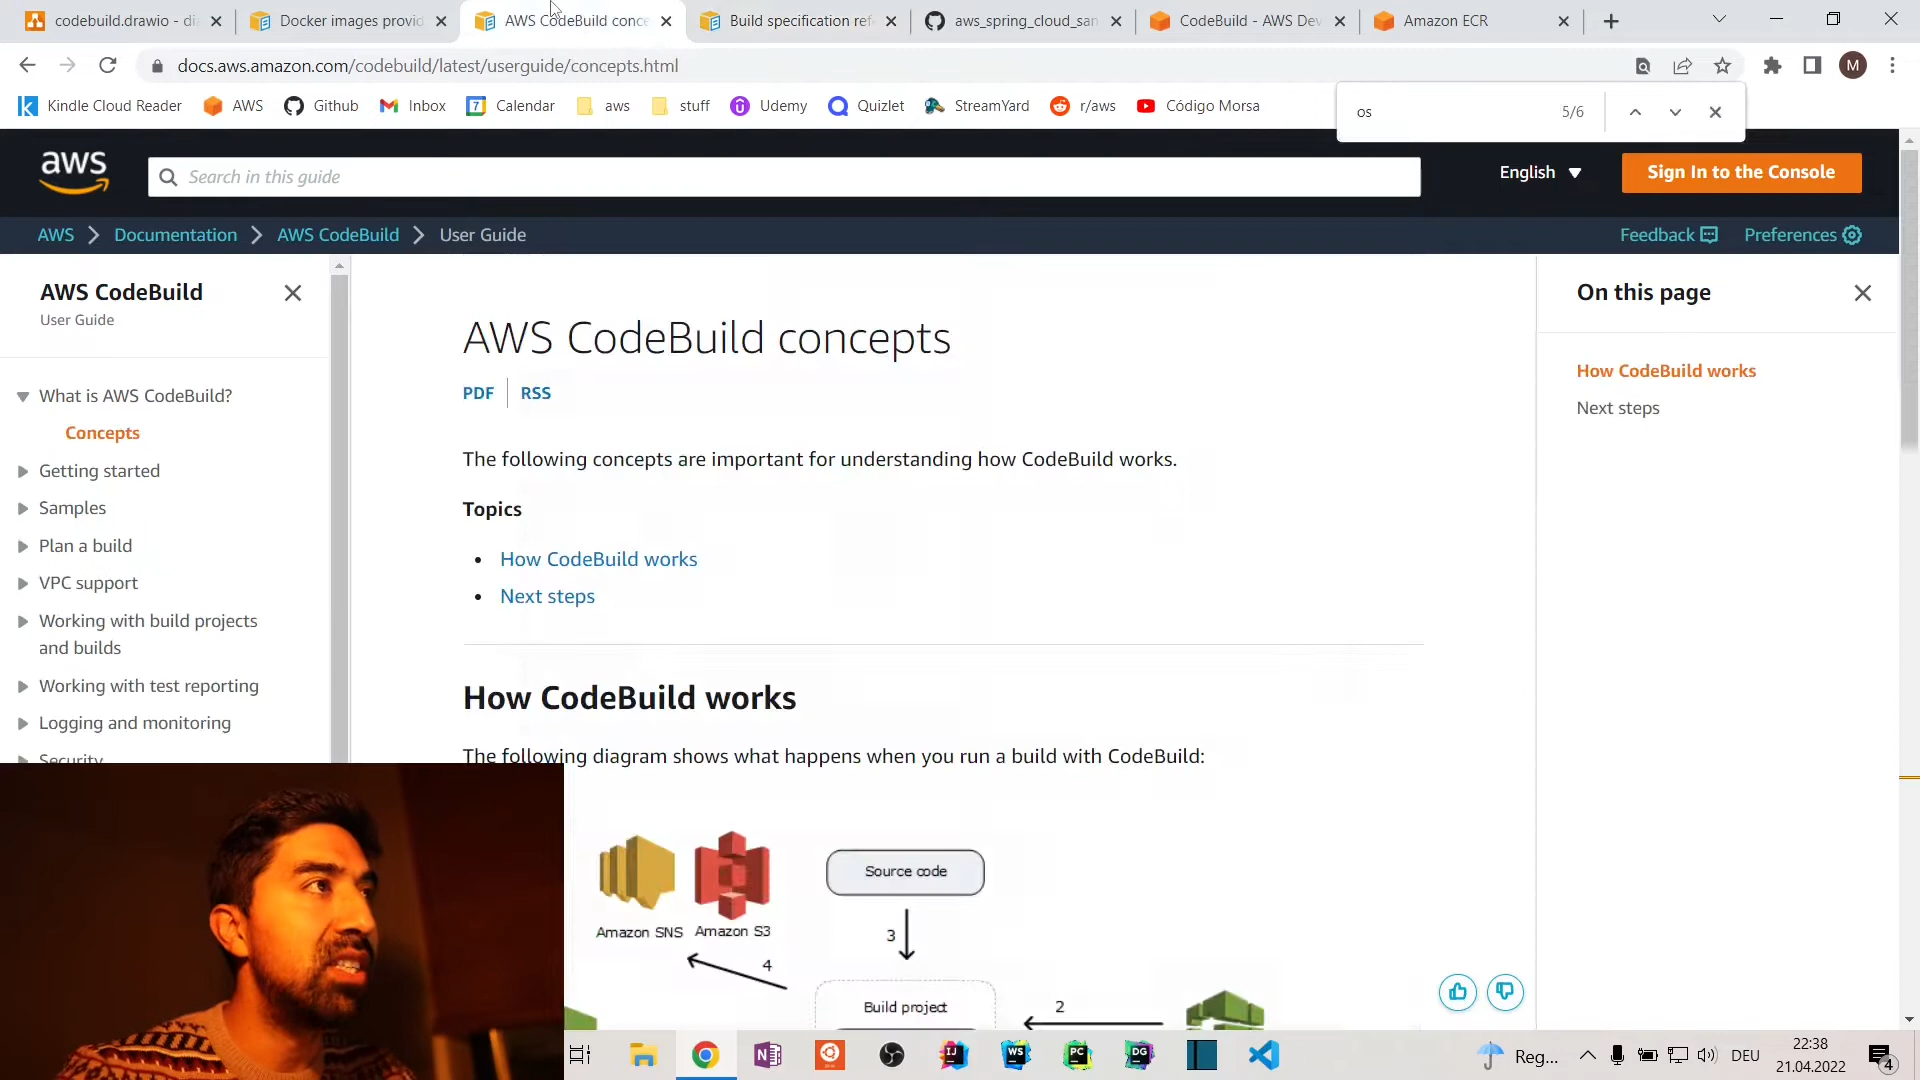 codebuild.drawio - di
Docker images provid
AWS CodeBuild conce
Build specification ref
aws_spring_cloud_san
CodeBuild - AWS Dev
Amazon ECR
docs.aws.amazon.com/codebuild/latest/userguide/concepts.html
M
Kindle Cloud Reader
AWS
Github
Inbox
7
Calendar
aws
stuff
Udemy
Quizlet
StreamYard
r/aws
Código Morsa
os
5/6
aws
Search in this guide
English
Sign In to the Console
AWS
Documentation
AWS CodeBuild
User Guide
Feedback
Preferences
AWS CodeBuild
User Guide
What is AWS CodeBuild?
Concepts
Getting started
Samples
Plan a build
VPC support
Working with build projects
and builds
Working with test reporting
Logging and monitoring
Security
AWS CodeBuild concepts
PDF
RSS
The following concepts are important for understanding how CodeBuild works.
Topics
• How CodeBuild works
• Next steps
How CodeBuild works
The following diagram shows what happens when you run a build with CodeBuild:
Amazon SNS
Amazon S3
Source code
3
4
Build project
2
On this page
How CodeBuild works
Next steps
N
IJ
WS
PC
DG
Reg...
DEU
22:38
21.04.2022
4